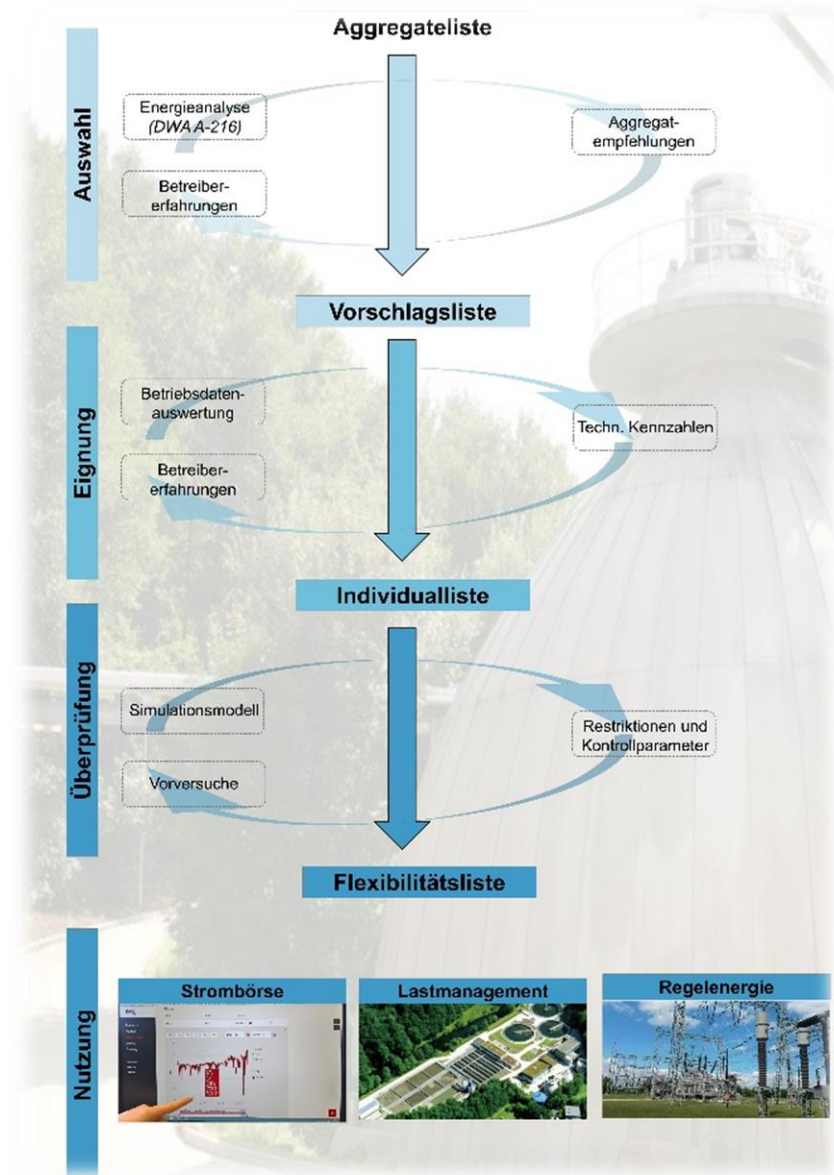 Aggregateliste
Auswahl
Energieanalyse
(DWA A-216)
Aggregat-
empfehlungen
Betreiber-
erfahrungen
Vorschlagsliste
Eignung
Betriebsdaten-
auswertung
Techn. Kennzahlen
Betreiber-
erfahrungen
Individualliste
Überprüfung
Simulationsmodell
Restriktionen und
Kontrollparameter
Vorversuche
Flexibilitätsliste
Nutzung
Strombörse
Lastmanagement
Regelenergie